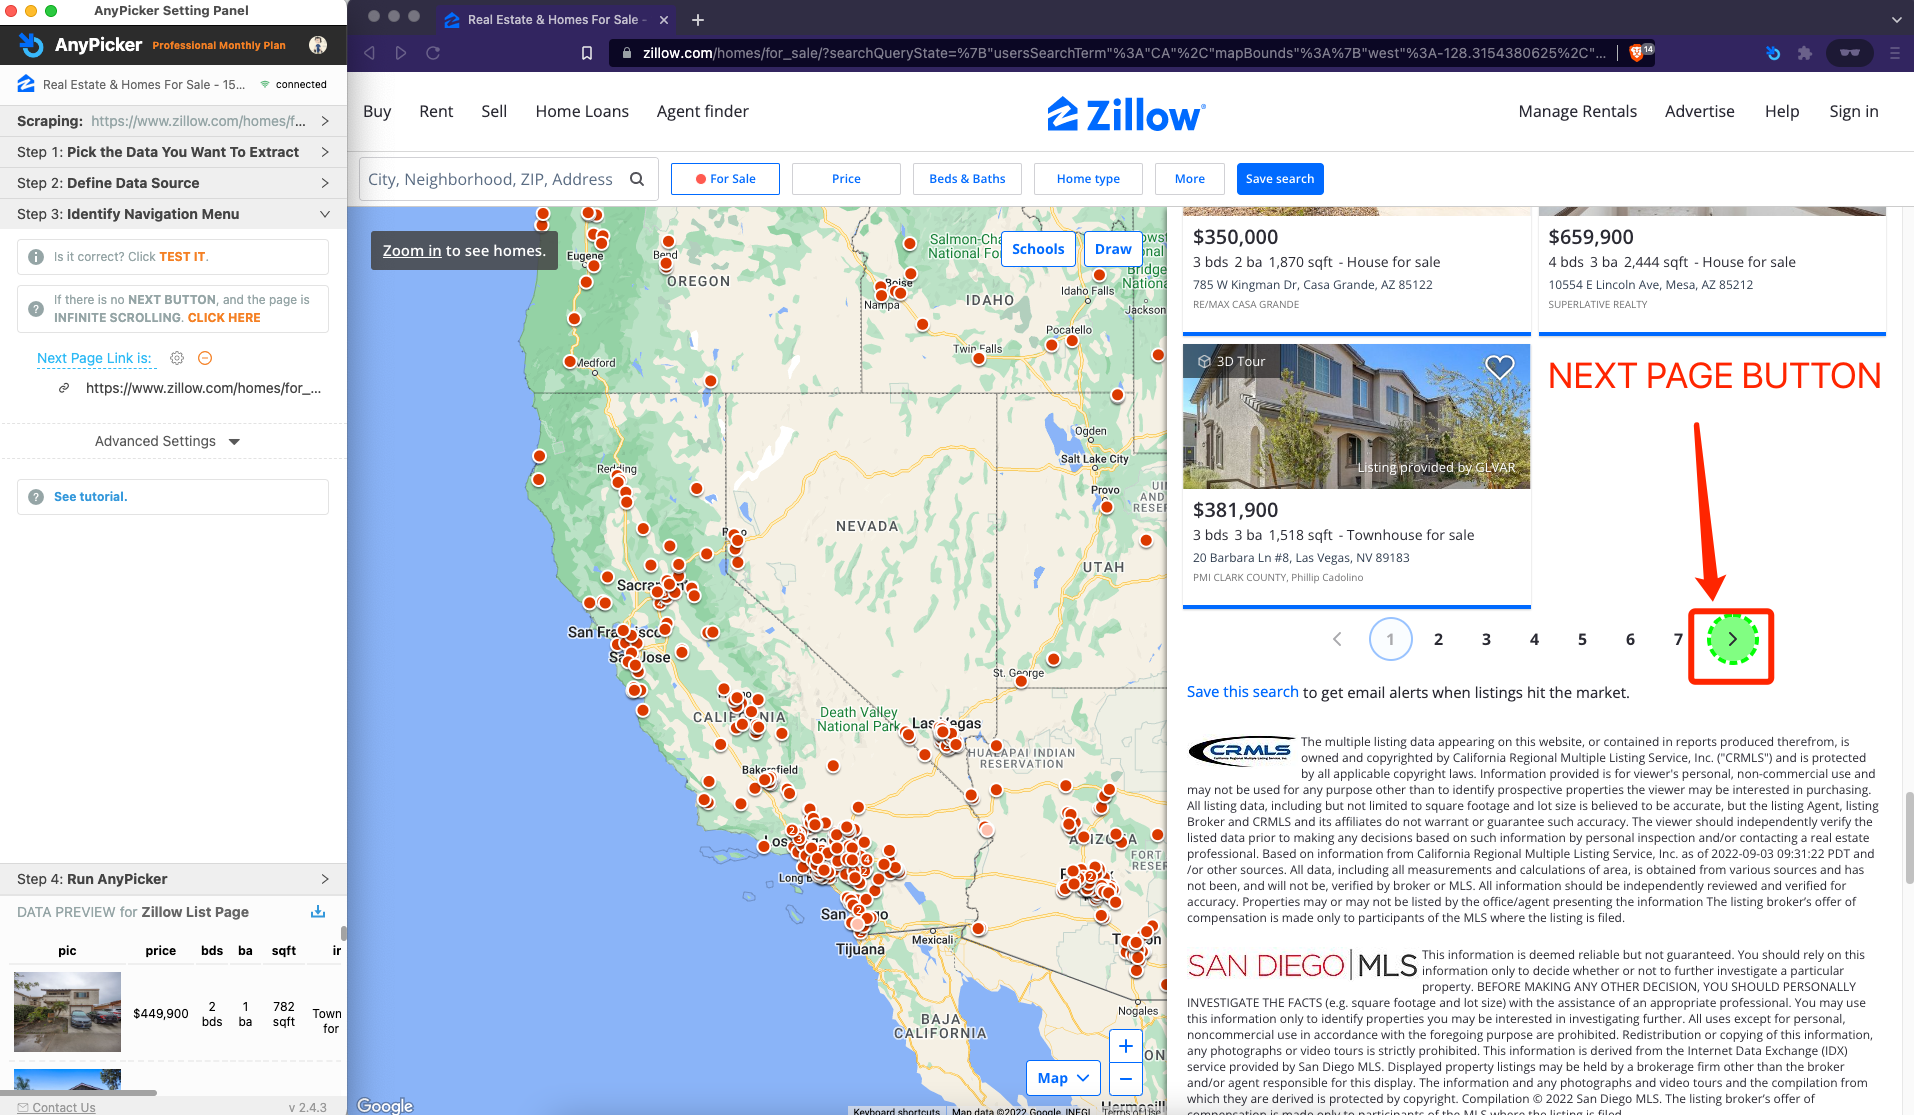 AnyPicker Setting Panel
AnyPicker Professional Monthly Plan
Real Estate & Homes For Sale - 15... connected
Scraping: https://www.zillow.com/homes/f...
Step 1: Pick the Data You Want To Extract
Step 2: Define Data Source
Step 3: Identify Navigation Menu
Is it correct? Click TEST IT.
If there is no NEXT BUTTON, and the page is
INFINITE SCROLLING. CLICK HERE
Next Page Link is:
https://www.zillow.com/homes/for_...
Advanced Settings
See tutorial.
Step 4: Run AnyPicker
DATA PREVIEW for Zillow List Page
pic price bds ba sqft ir
$449,900 2 bds 1 ba 782 sqft Town for
Contact Us v 2.4.3
Real Estate & Homes For Sale -
zillow.com/homes/for_sale/?searchQueryState=%7B"usersSearchTerm"%3A"CA"%2C"mapBounds"%3A%7B"west"%3A-128.3154380625%2C"...
14
Buy Rent Sell Home Loans Agent finder
Zillow
Manage Rentals Advertise Help Sign in
City, Neighborhood, ZIP, Address
For Sale Price Beds & Baths Home type More Save search
Zoom in to see homes.
Schools Draw
Eugene
Bend
OREGON
Salmon-Cha
National Fo
Bridge
Nationa
Boise
Nampa
IDAHO
Idaho Falls
Jackson
Pocatello
Twin Falls
Medford
Ogden
Salt Lake City
Provo
UI
AND
RESE
Redding
NEVADA
UTAH
Sacram
San Francisco
San Jose
St. George
CALIFORNIA
Death Valley
National Park
Las Vegas
HUALAPAI INDIAN
RESERVATION
Bakersfield
ARIZONA
FORT
RESER
Long B
San Diego
Tijuana
Mexicali
Nogales
BAJA
CALIFORNIA
Map
Google
Keyboard shortcuts Map data ©2022 Google, INEGI Terms of Use
$350,000
3 bds 2 ba 1,870 sqft - House for sale
785 W Kingman Dr, Casa Grande, AZ 85122
RE/MAX CASA GRANDE
$659,900
4 bds 3 ba 2,444 sqft - House for sale
10554 E Lincoln Ave, Mesa, AZ 85212
SUPERLATIVE REALTY
3D Tour
Listing provided by GLVAR
NEXT PAGE BUTTON
$381,900
3 bds 3 ba 1,518 sqft - Townhouse for sale
20 Barbara Ln #8, Las Vegas, NV 89183
PMI CLARK COUNTY, Phillip Cadolino
1 2 3 4 5 6 7
Save this search to get email alerts when listings hit the market.
CRMLS
The multiple listing data appearing on this website, or contained in reports produced therefrom, is
owned and copyrighted by California Regional Multiple Listing Service, Inc. ("CRMLS") and is protected
by all applicable copyright laws. Information provided is for viewer's personal, non-commercial use and
may not be used for any purpose other than to identify prospective properties the viewer may be interested in purchasing.
All listing data, including but not limited to square footage and lot size is believed to be accurate, but the listing Agent, listing
Broker and CRMLS and its affiliates do not warrant or guarantee such accuracy. The viewer should independently verify the
listed data prior to making any decisions based on such information by personal inspection and/or contacting a real estate
professional. Based on information from California Regional Multiple Listing Service, Inc. as of 2022-09-03 09:31:22 PDT and
/or other sources. All data, including all measurements and calculations of area, is obtained from various sources and has
not been, and will not be, verified by broker or MLS. All information should be independently reviewed and verified for
accuracy. Properties may or may not be listed by the office/agent presenting the information The listing broker's offer of
compensation is made only to participants of the MLS where the listing is filed.
SAN DIEGO MLS
This information is deemed reliable but not guaranteed. You should rely on this
information only to decide whether or not to further investigate a particular
property. BEFORE MAKING ANY OTHER DECISION, YOU SHOULD PERSONALLY
INVESTIGATE THE FACTS (e.g. square footage and lot size) with the assistance of an appropriate professional. You may use
this information only to identify properties you may be interested in investigating further. All uses except for personal,
noncommercial use in accordance with the foregoing purpose are prohibited. Redistribution or copying of this information,
any photographs or video tours is strictly prohibited. This information is derived from the Internet Data Exchange (IDX)
service provided by San Diego MLS. Displayed property listings may be held by a brokerage firm other than the broker
and/or agent responsible for this display. The information and any photographs and video tours and the compilation from
which they are derived is protected by copyright. Compilation © 2022 San Diego MLS. The listing broker's offer of
compensation is made only to participants of the MLS where the listing is filed.